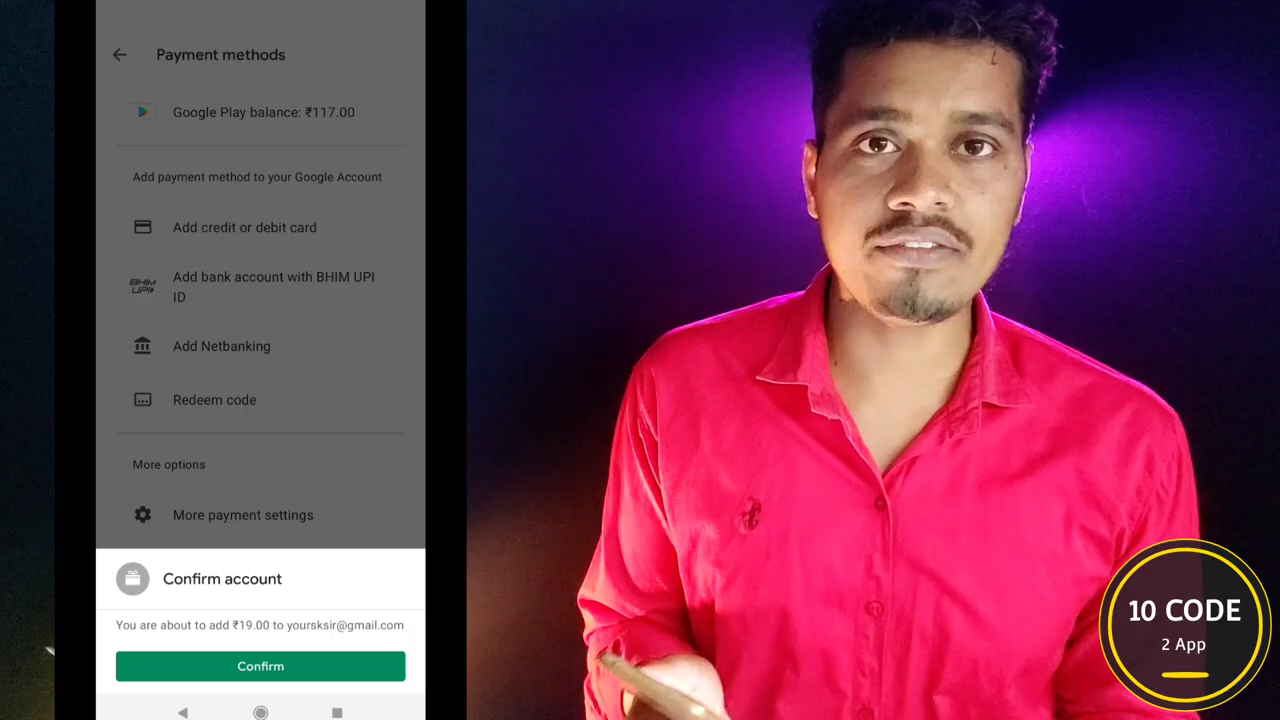 Payment methods
Google Play balance: ₹117.00
Add payment method to your Google Account
Add credit or debit card
BHIM
UPI
Add bank account with BHIM UPI
ID
Add Netbanking
Redeem code
More options
More payment settings
Confirm account
You are about to add ₹19.00 to yoursksir@gmail.com
Confirm
10 CODE
2 App